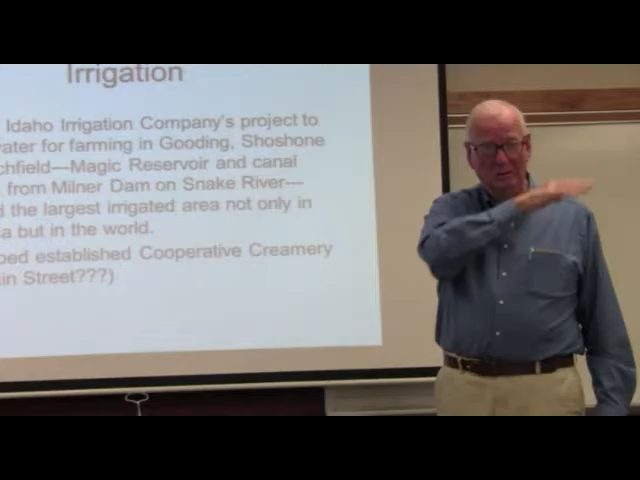 Irrigation
Idaho Irrigation Company's project to
vater for farming in Gooding, Shoshone
chfield—Magic Reservoir and canal
from Milner Dam on Snake River—
d the largest irrigated area not only in
a but in the world.
ped established Cooperative Creamery
in Street???)